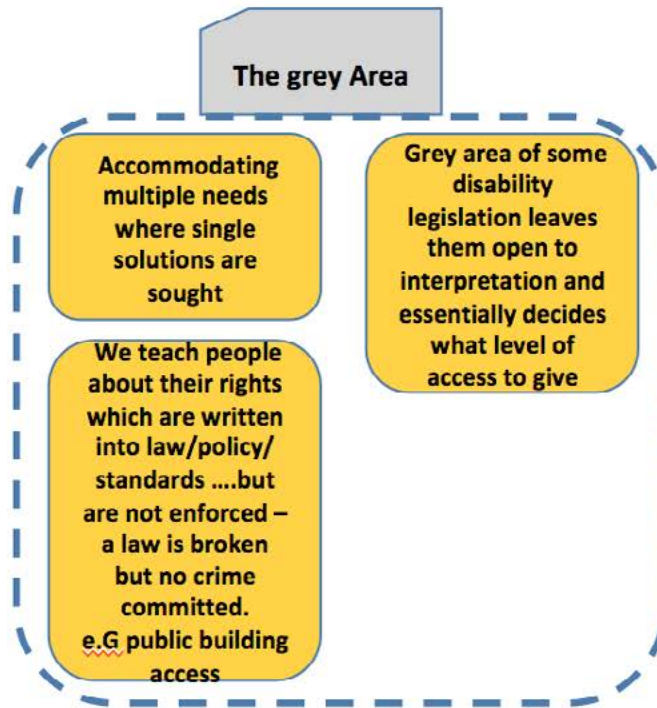 The grey Area
Accommodating
multiple needs
where single
solutions are
sought
We teach people
about their rights
which are written
into law/policy/
standards ....but
are not enforced –
a law is broken
but no crime
committed.
e.G public building
access
Grey area of some
disability
legislation leaves
them open to
interpretation and
essentially decides
what level of
access to give